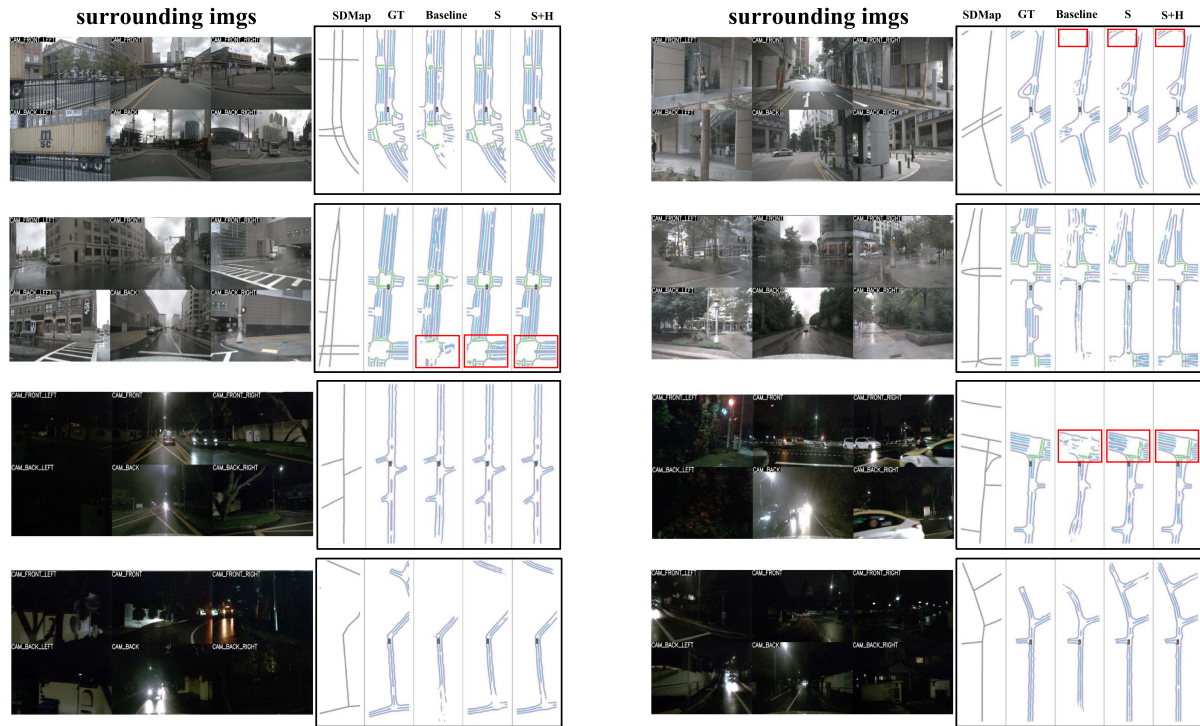 surrounding imgs SDMap GT Baseline S S+H
CAM_FRONT_LEFT CAM_FRONT CAM_FRONT_RIGHT
CAM_BACK_LEFT CAM_BACK CAM_BACK_RIGHT
m
SC
CAM_FRONT_LEFT CAM_FRONT CAM_FRONT_RIGHT
CAM_BACK_LEFT CAM_BACK CAM_BACK_RIGHT
CAM_FRONT_LEFT CAM_FRONT CAM_FRONT_RIGHT
CAM_BACK_LEFT CAM_BACK CAM_BACK_RIGHT
CAM_FRONT_LEFT CAM_FRONT CAM_FRONT_RIGHT
CAM_BACK_LEFT CAM_BACK CAM_BACK_RIGHT
surrounding imgs SDMap GT Baseline S S+H
CAM_FRONT_LEFT CAM_FRONT CAM_FRONT_RIGHT
CAM_BACK_LEFT CAM_BACK CAM_BACK_RIGHT
CAM_FRONT_LEFT CAM_FRONT CAM_FRONT_RIGHT
CAM_BACK_LEFT CAM_BACK CAM_BACK_RIGHT
CAM_FRONT_LEFT CAM_FRONT CAM_FRONT_RIGHT
CAM_BACK_LEFT CAM_BACK CAM_BACK_RIGHT
CAM_FRONT_LEFT CAM_FRONT CAM_FRONT_RIGHT
CAM_BACK_LEFT CAM_BACK CAM_BACK_RIGHT